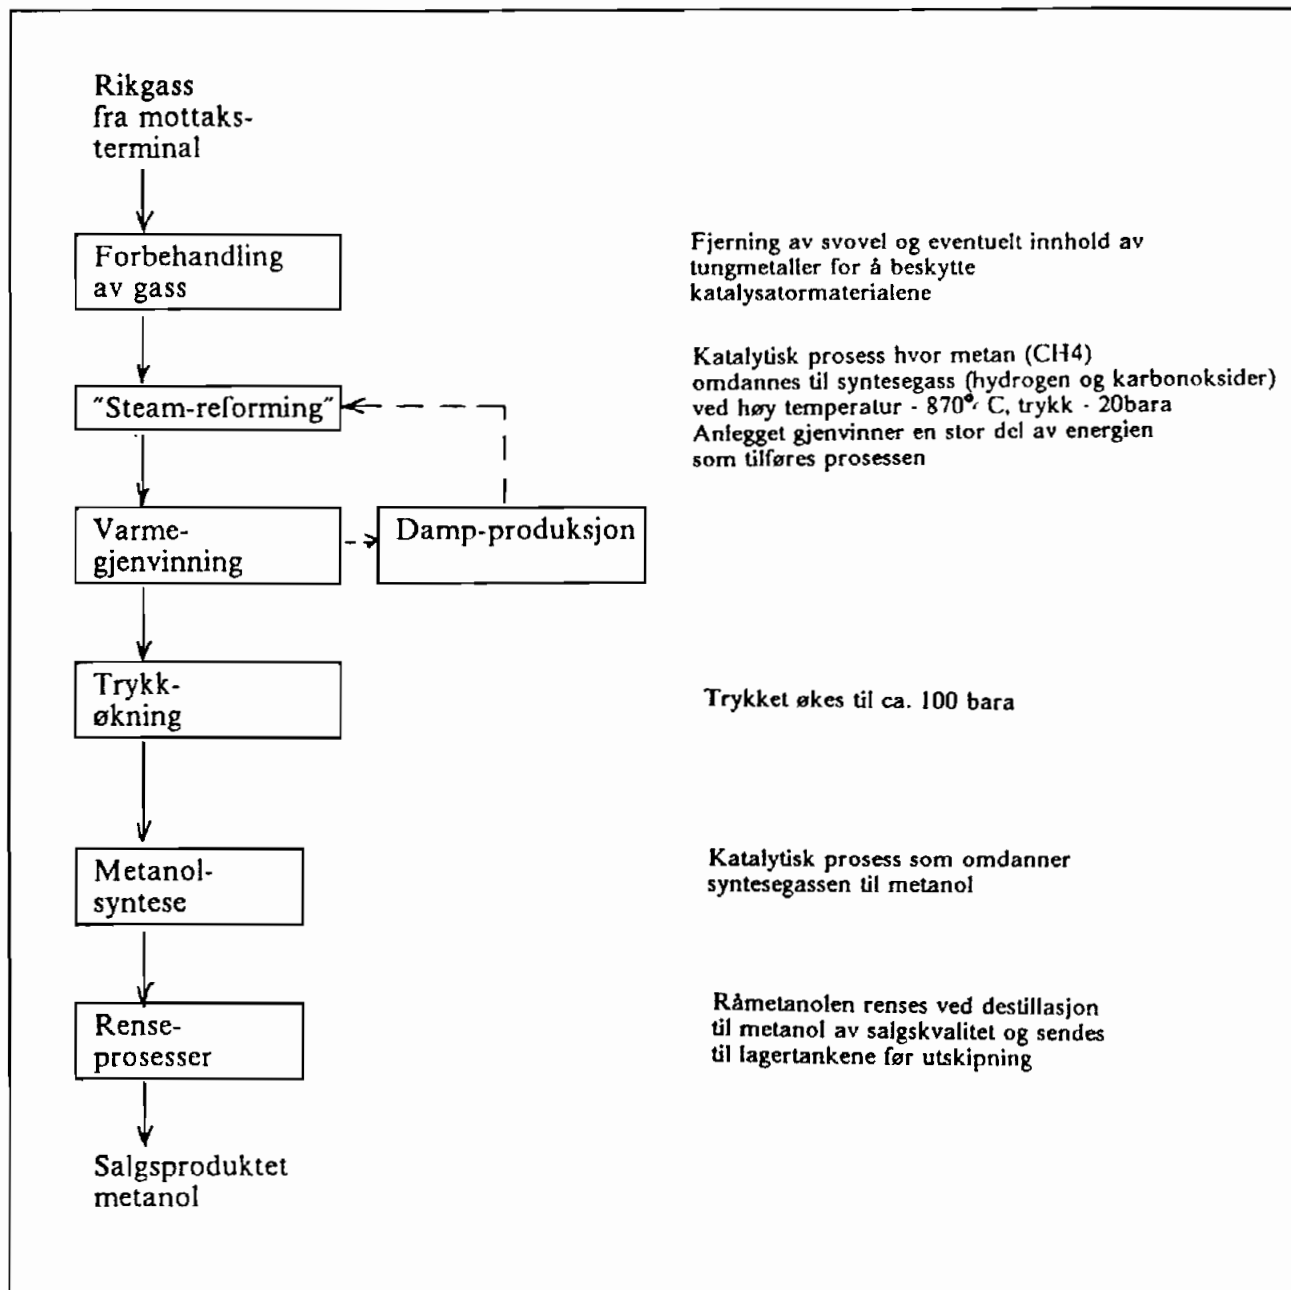 Rikgass
fra mottaks-
terminal
Forbehandling
av gass
Fjerning av svovel og eventuelt innhold av
tungmetaller for å beskytte
katalysatormaterialene
"Steam-reforming"
Katalytisk prosess hvor metan (CH4)
omdannes til syntesegass (hydrogen og karbonoksider)
ved høy temperatur - 870° C, trykk - 20bara
Anlegget gjenvinner en stor del av energien
som tilføres prosessen
Varme-
gjenvinning
Damp-produksjon
Trykk-
økning
Trykket økes til ca. 100 bara
Metanol-
syntese
Katalytisk prosess som omdanner
syntesegassen til metanol
Rense-
prosesser
Råmetanolen renses ved destillasjon
til metanol av salgskvalitet og sendes
til lagertankene før utskipning
Salgsproduktet
metanol